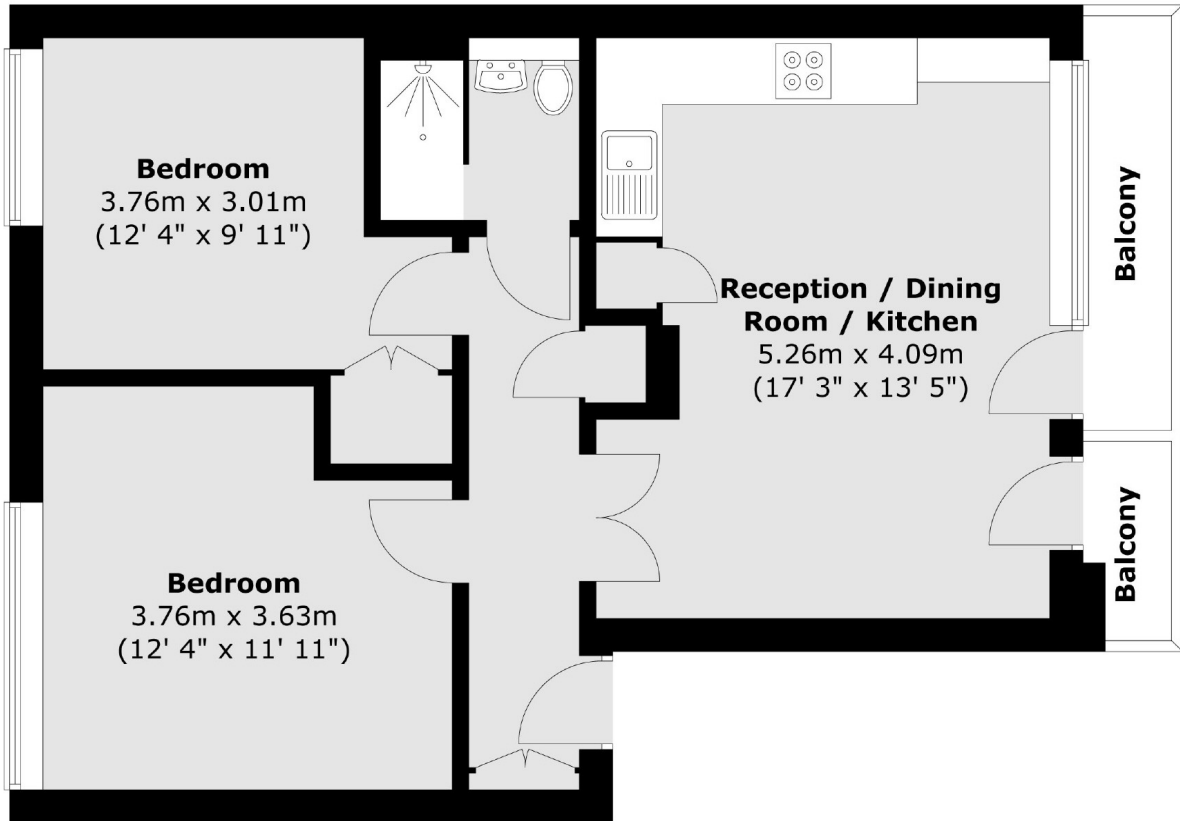 Bedroom
3.76m x 3.01m
(12' 4" x 9' 11")
Reception / Dining
Room / Kitchen
5.26m x 4.09m
(17' 3" x 13' 5")
Balcony
Bedroom
3.76m x 3.63m
(12' 4" x 11' 11")
Balcony